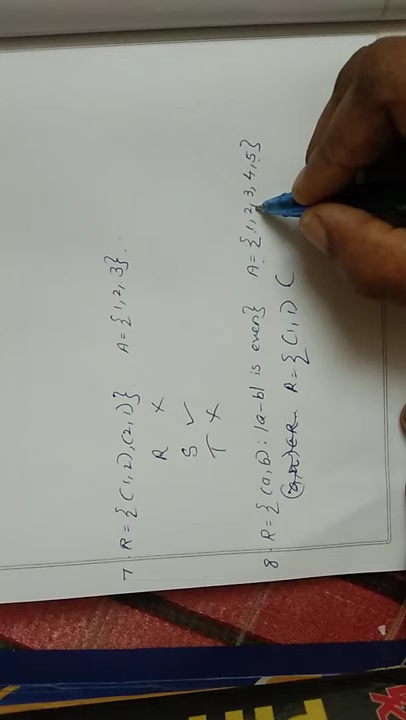 7. R = {(1,2),(2,1)}. A = {1,2,3}.
R ×
S ✓
T ×
8. R = {(a,b) : |a-b| is even} A = {1,2,3,4,5}
R = {(1,1) (